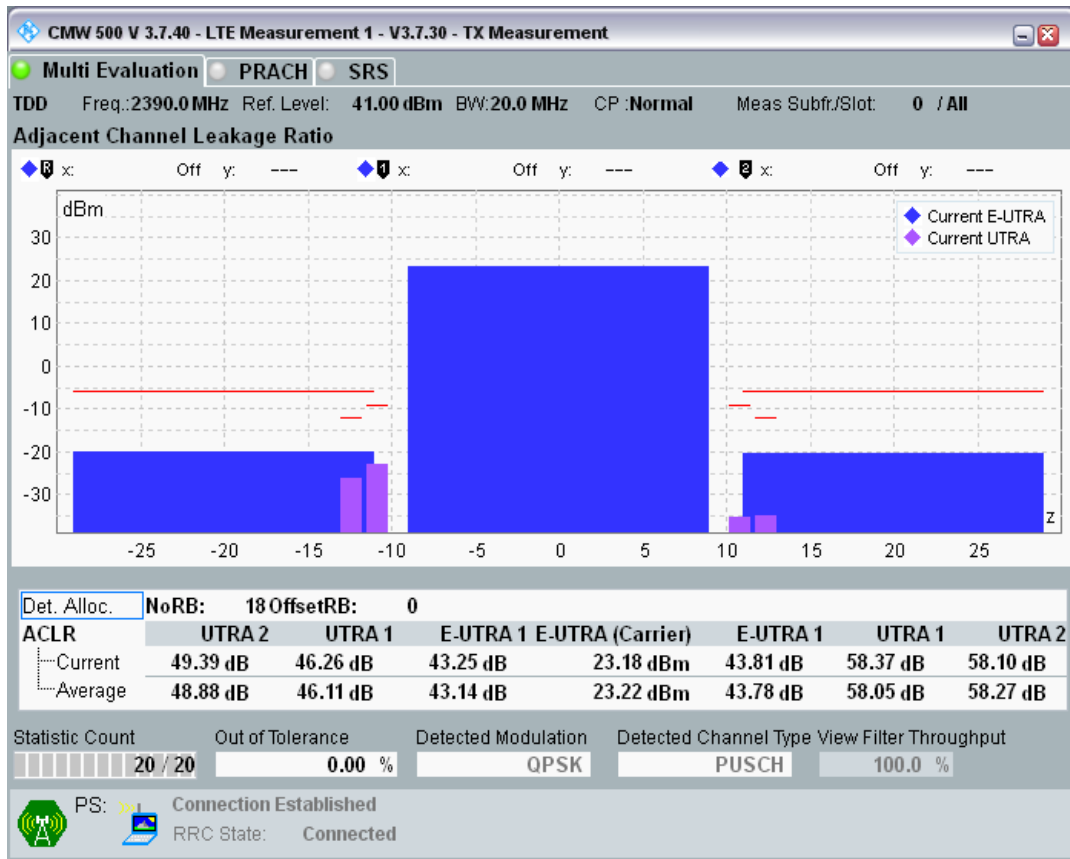 CMW 500 V 3.7.40 - LTE Measurement 1 - V3.7.30 - TX Measurement
Multi Evaluation PRACH SRS
TDD Freq.:2390.0 MHz Ref. Level: 41.00 dBm BW:20.0 MHz CP :Normal Meas Subfr./Slot: 0 / All
Adjacent Channel Leakage Ratio
R x: Off y: --- 1 x: Off y: --- 2 x: Off y: ---
dBm
Current E-UTRA
Current UTRA
30
20
10
0
-10
-20
-30
z
-25 -20 -15 -10 -5 0 5 10 15 20 25
Det. Alloc. NoRB: 18 OffsetRB: 0
ACLR UTRA 2 UTRA 1 E-UTRA 1 E-UTRA (Carrier) E-UTRA 1 UTRA 1 UTRA 2
Current 49.39 dB 46.26 dB 43.25 dB 23.18 dBm 43.81 dB 58.37 dB 58.10 dB
Average 48.88 dB 46.11 dB 43.14 dB 23.22 dBm 43.78 dB 58.05 dB 58.27 dB
Statistic Count Out of Tolerance Detected Modulation Detected Channel Type View Filter Throughput
20 / 20 0.00 % QPSK PUSCH 100.0 %
PS: Connection Established
RRC State: Connected